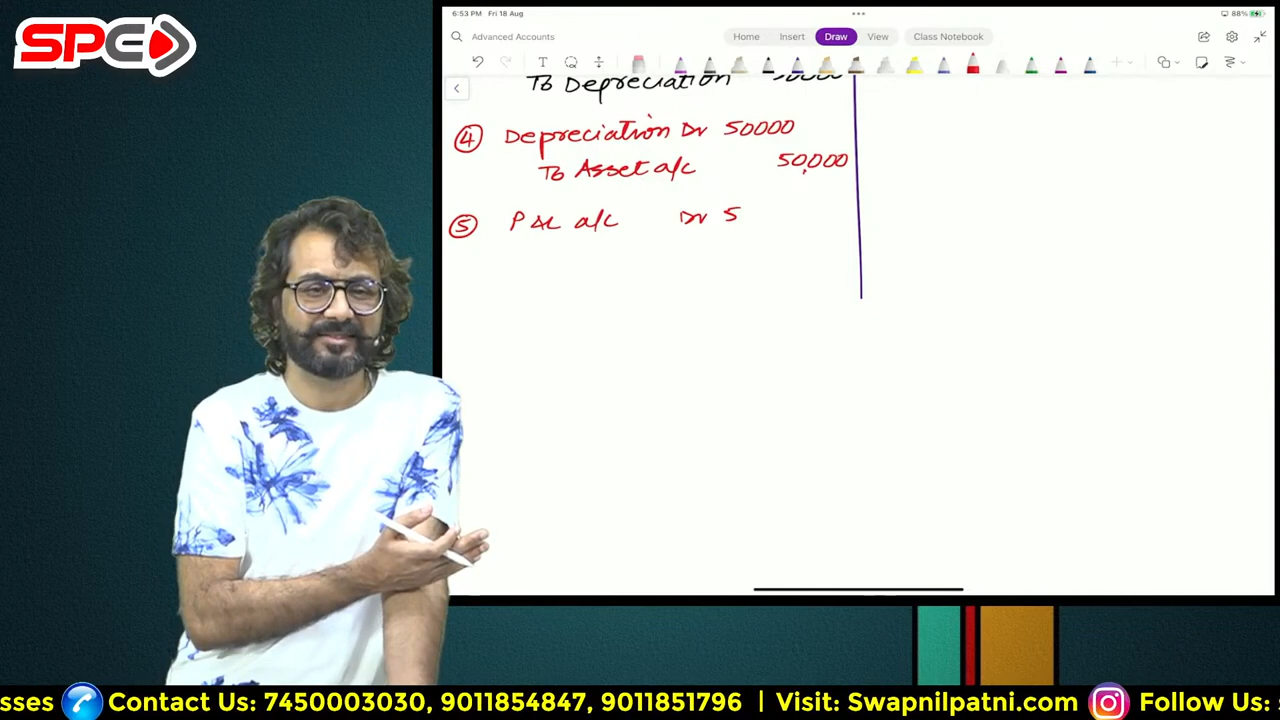 SPE
6:53 PM Fri 18 Aug
88%
Advanced Accounts
Home Insert Draw View Class Notebook
To Depreciation
④ Depreciation Dr 50000
To Asset a/c 50,000
⑤ P&L a/c Dr 5
sses Contact Us: 7450003030, 9011854847, 9011851796 | Visit: Swapnilpatni.com Follow Us: